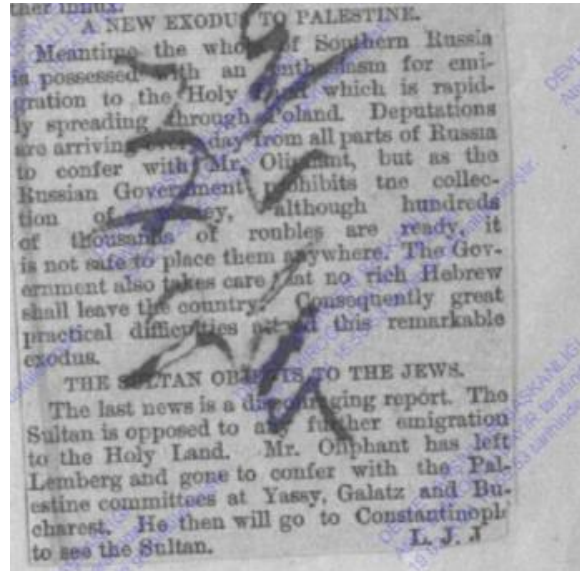 ther influx.
A NEW EXODUS TO PALESTINE.
Meantime the whole of Southern Russia
is possessed with an enthusiasm for emi-
gration to the Holy Land which is rapid-
ly spreading through Poland. Deputations
are arriving every day from all parts of Russia
to confer with Mr. Oliphant, but as the
Russian Government prohibits tne collec-
tion of money, although hundreds
of thousands of roubles are ready, it
is not safe to place them anywhere. The Gov-
ernment also takes care that no rich Hebrew
shall leave the country. Consequently great
practical difficulties attend this remarkable
exodus.
THE SULTAN OBJECTS TO THE JEWS.
The last news is a discouraging report. The
Sultan is opposed to any further emigration
to the Holy Land. Mr. Oliphant has left
Lemberg and gone to confer with the Pal-
estine committees at Yassy, Galatz and Bu-
charest. He then will go to Constantinopl
to see the Sultan. L. J. J